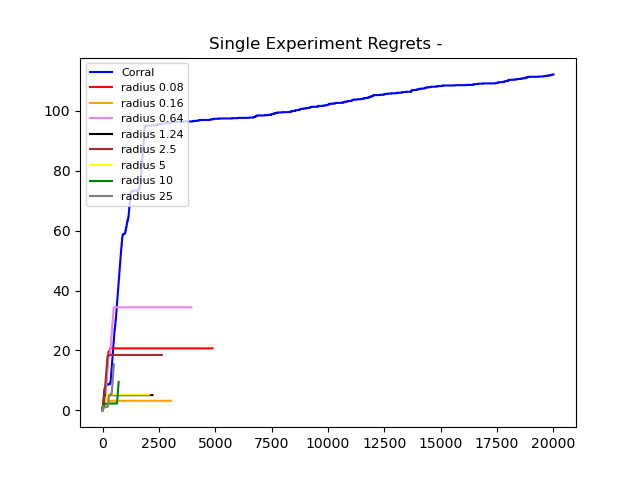 Single Experiment Regrets -
Corral
radius 0.08
radius 0.16
radius 0.64
radius 1.24
radius 2.5
radius 5
radius 10
radius 25
100
80
60
40
20
0
0 2500 5000 7500 10000 12500 15000 17500 20000